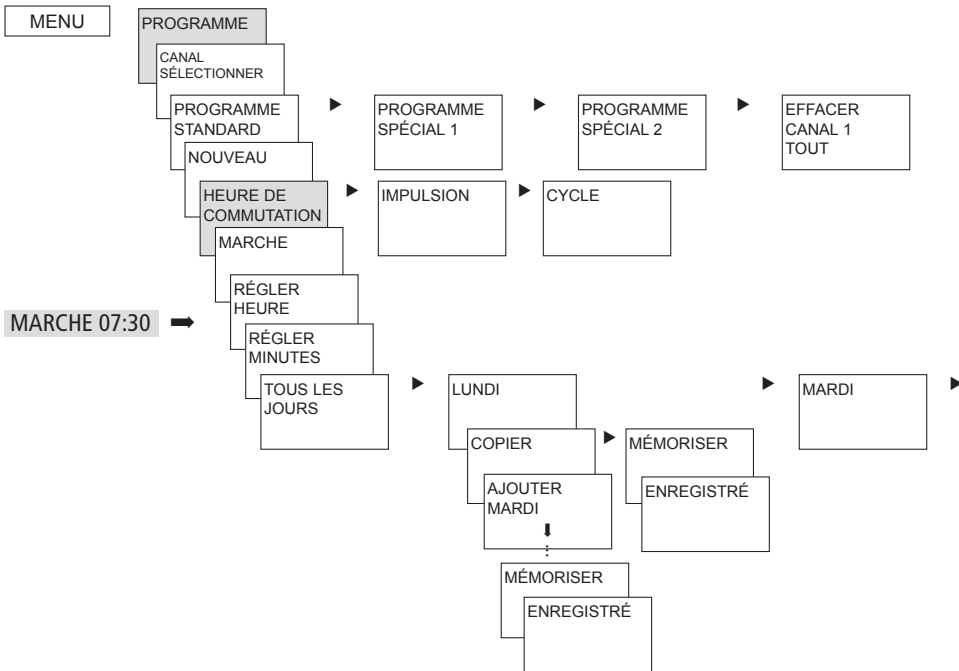 MENU
PROGRAMME
CANAL
SÉLECTIONNER
PROGRAMME
STANDARD
PROGRAMME
SPÉCIAL 1
PROGRAMME
SPÉCIAL 2
EFFACER
CANAL 1
TOUT
NOUVEAU
HEURE DE
COMMUTATION
IMPULSION
CYCLE
MARCHE
RÉGLER
HEURE
MARCHE 07:30
RÉGLER
MINUTES
TOUS LES
JOURS
LUNDI
MARDI
COPIER
MÉMORISER
AJOUTER
MARDI
ENREGISTRÉ
MÉMORISER
ENREGISTRÉ